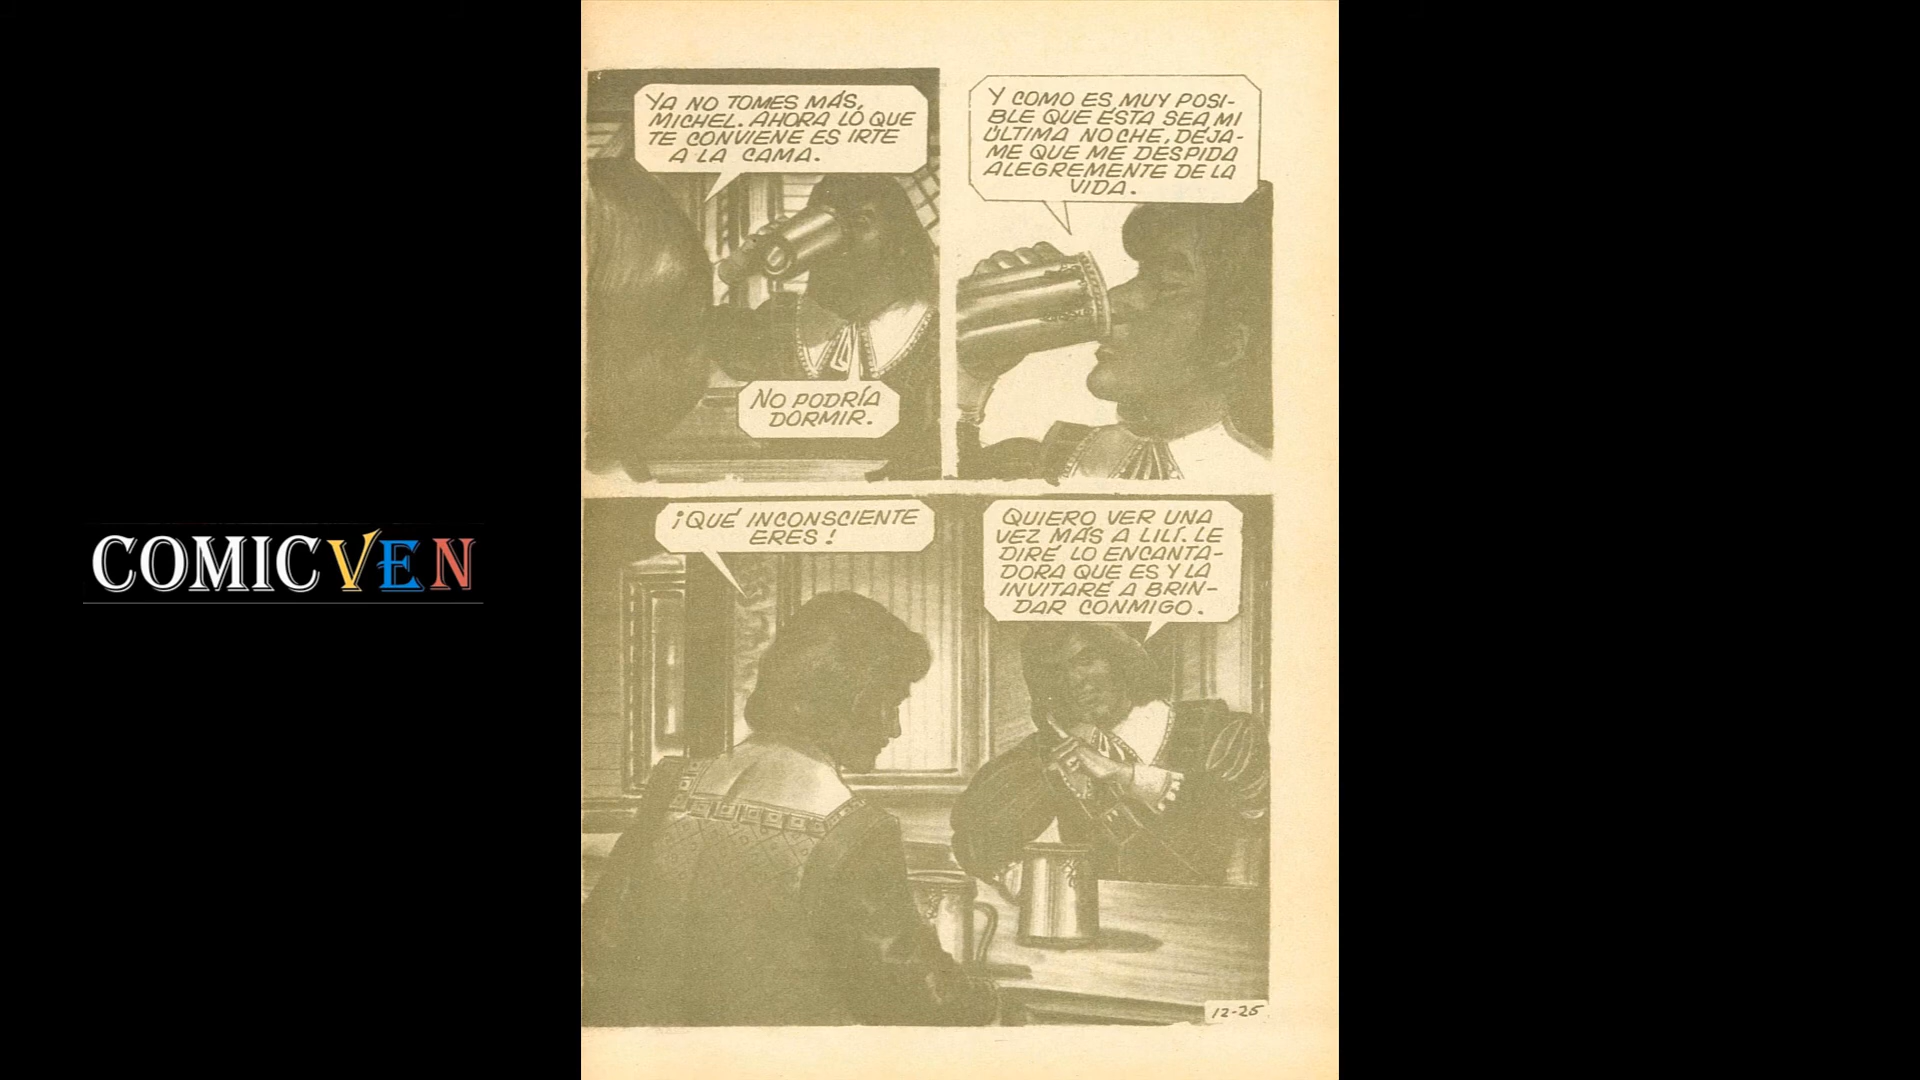 YA NO TOMES MÁS,
MICHEL. AHORA LO QUE
TE CONVIENE ES IRTE
A LA CAMA.
NO PODRÍA
DORMIR.
Y COMO ES MUY POSI-
BLE QUE ÉSTA SEA MI
ÚLTIMA NOCHE, DÉJA-
ME QUE ME DESPIDA
ALEGREMENTE DE LA
VIDA.
¡QUÉ INCONSCIENTE
ERES!
QUIERO VER UNA
VEZ MÁS A LILÍ. LE
DIRÉ LO ENCANTA-
DORA QUE ES Y LA
INVITARÉ A BRIN-
DAR CONMIGO.
12-25
COMICVEN